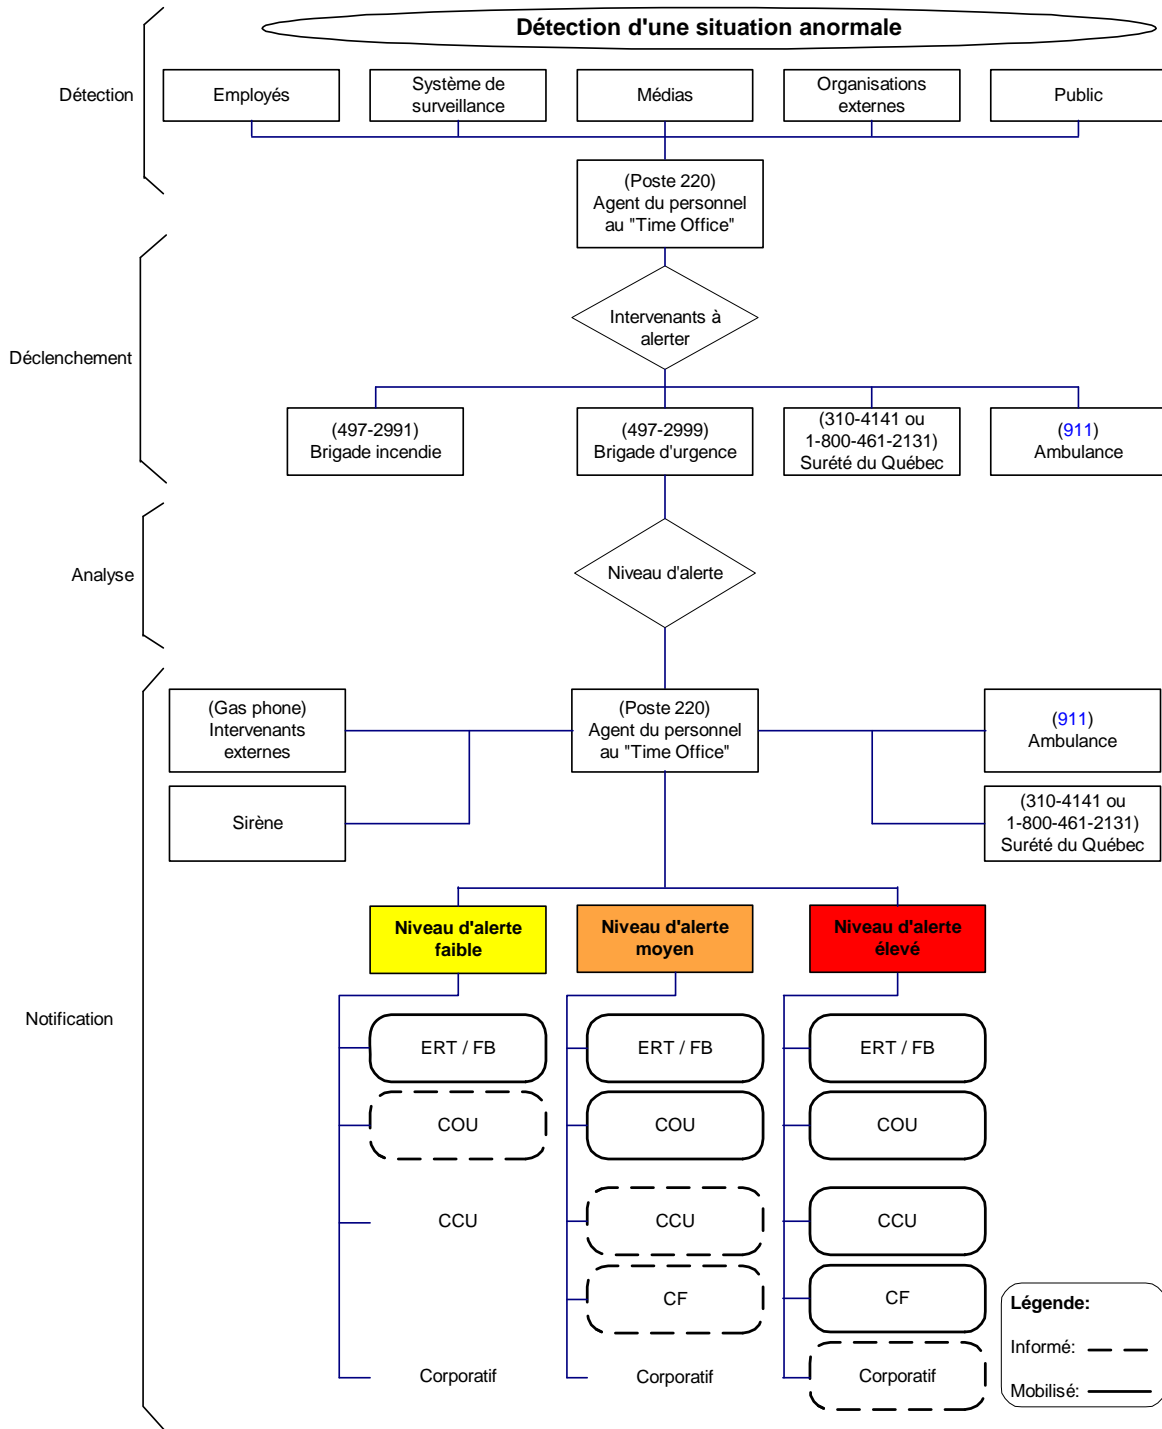 Détection d'une situation anormale
Détection
Employés
Système de
surveillance
Médias
Organisations
externes
Public
(Poste 220)
Agent du personnel
au "Time Office"
Déclenchement
Intervenants à
alerter
(497-2991)
Brigade incendie
(497-2999)
Brigade d'urgence
(310-4141 ou
1-800-461-2131)
Surété du Québec
(911)
Ambulance
Analyse
Niveau d'alerte
Notification
(Gas phone)
Intervenants
externes
(Poste 220)
Agent du personnel
au "Time Office"
(911)
Ambulance
Sirène
(310-4141 ou
1-800-461-2131)
Surété du Québec
Niveau d'alerte
faible
Niveau d'alerte
moyen
Niveau d'alerte
élevé
ERT / FB
ERT / FB
ERT / FB
COU
COU
COU
CCU
CCU
CCU
CF
CF
Corporatif
Corporatif
Corporatif
Légende:
Informé:
Mobilisé: